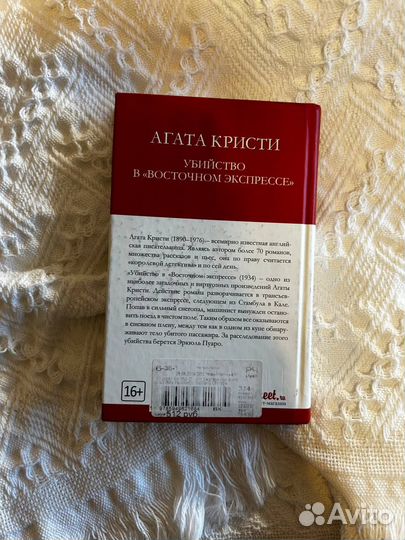 АГАТА КРИСТИ
УБИЙСТВО
В «ВОСТОЧНОМ ЭКСПРЕССЕ»
Агата Кристи (1890–1976) – всемирно известная англий-
ская писательница. Являясь автором более 70 романов,
множества рассказов и пьес, она по праву считается
«королевой детектива» и по сей день.
«Убийство в «Восточном экспрессе» (1934) — одно из
наиболее загадочных и виртуозных произведений Агаты
Кристи. Действие романа разворачивается в трансъев-
ропейском экспрессе, следующем из Стамбула в Кале.
Попав в сильный снегопад, машинист вынужден остано-
вить поезд в чистом поле. Таким образом все оказываются
в снежном плену, между тем как в одном из купе обнару-
живают тело убитого пассажира. За расследование этого
убийства берется Эркюль Пуаро.
16+
512 руб
Avito